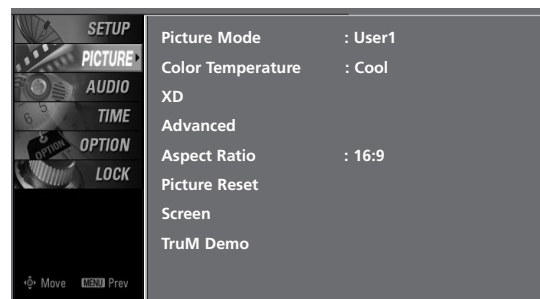 SETUP
PICTURE
AUDIO
TIME
OPTION
LOCK
Move MENU Prev
Picture Mode : User1
Color Temperature : Cool
XD
Advanced
Aspect Ratio : 16:9
Picture Reset
Screen
TruM Demo